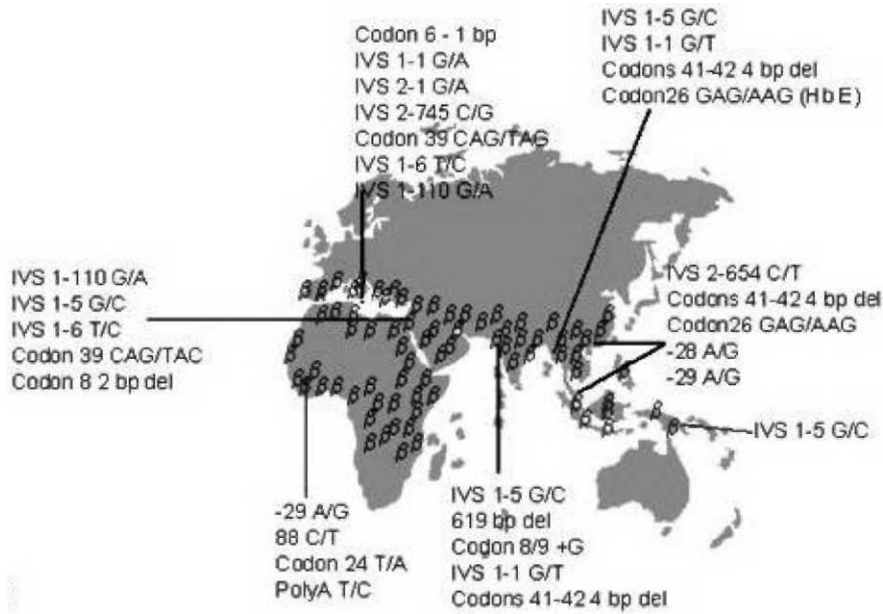 Codon 6 - 1 bp
IVS 1-1 G/A
IVS 2-1 G/A
IVS 2-745 C/G
Codon 39 CAG/TAG
IVS 1-6 T/C
IVS 1-110 G/A
IVS 1-5 G/C
IVS 1-1 G/T
Codons 41-42 4 bp del
Codon26 GAG/AAG (Hb E)
IVS 1-110 G/A
IVS 1-5 G/C
IVS 1-6 T/C
Codon 39 CAG/TAC
Codon 8 2 bp del
IVS 2-654 C/T
Codons 41-42 4 bp del
Codon26 GAG/AAG
-28 A/G
-29 A/G
IVS 1-5 G/C
-29 A/G
88 C/T
Codon 24 T/A
PolyA T/C
IVS 1-5 G/C
619 bp del
Codon 8/9 +G
IVS 1-1 G/T
Codons 41-42 4 bp del